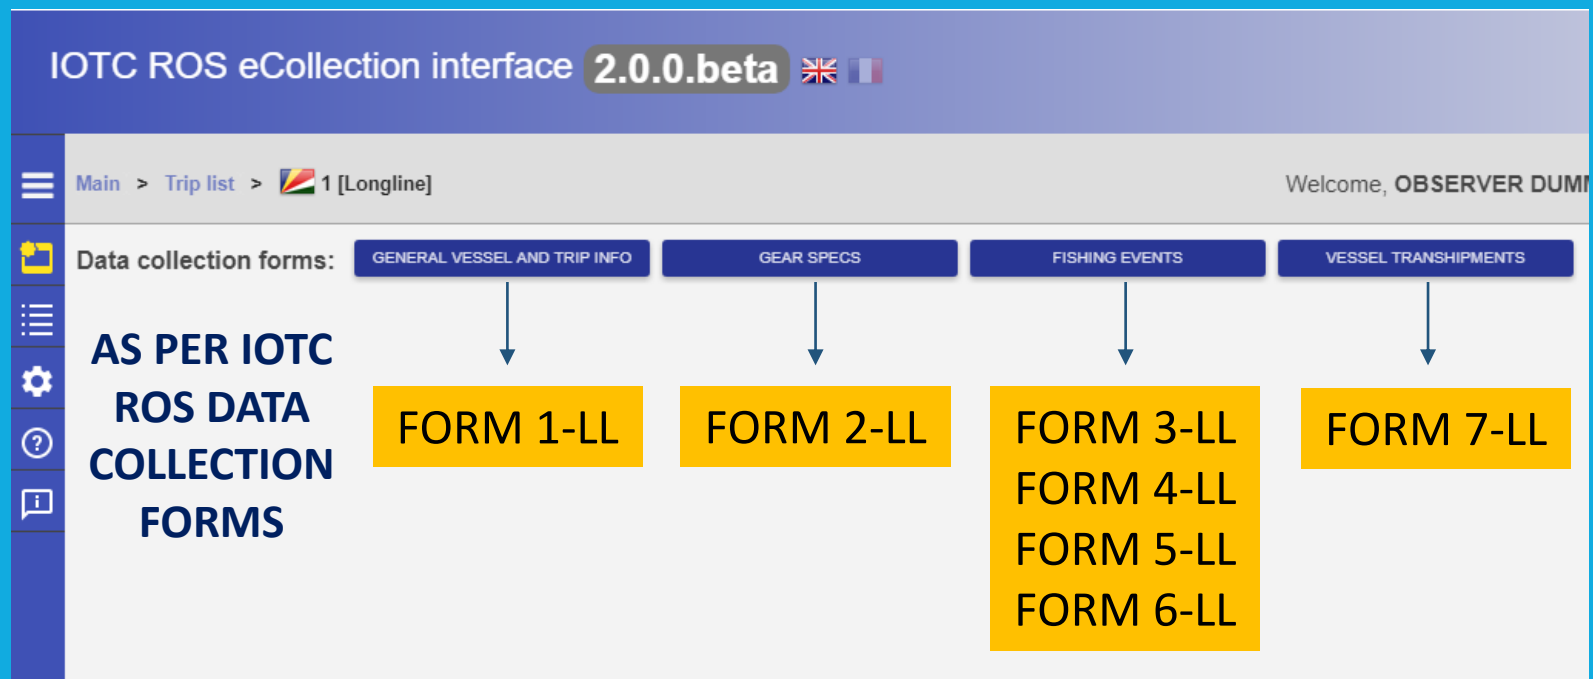 IOTC ROS eCollection interface 2.0.0.beta
Main > Trip list > 1 [Longline]
Welcome, OBSERVER
Data collection forms:
GENERAL VESSEL AND TRIP INFO
GEAR SPECS
FISHING EVENTS
VESSEL TRANSHIPMENTS
AS PER IOTC
ROS DATA
COLLECTION
FORMS
FORM 1-LL
FORM 2-LL
FORM 3-LL
FORM 4-LL
FORM 5-LL
FORM 6-LL
FORM 7-LL